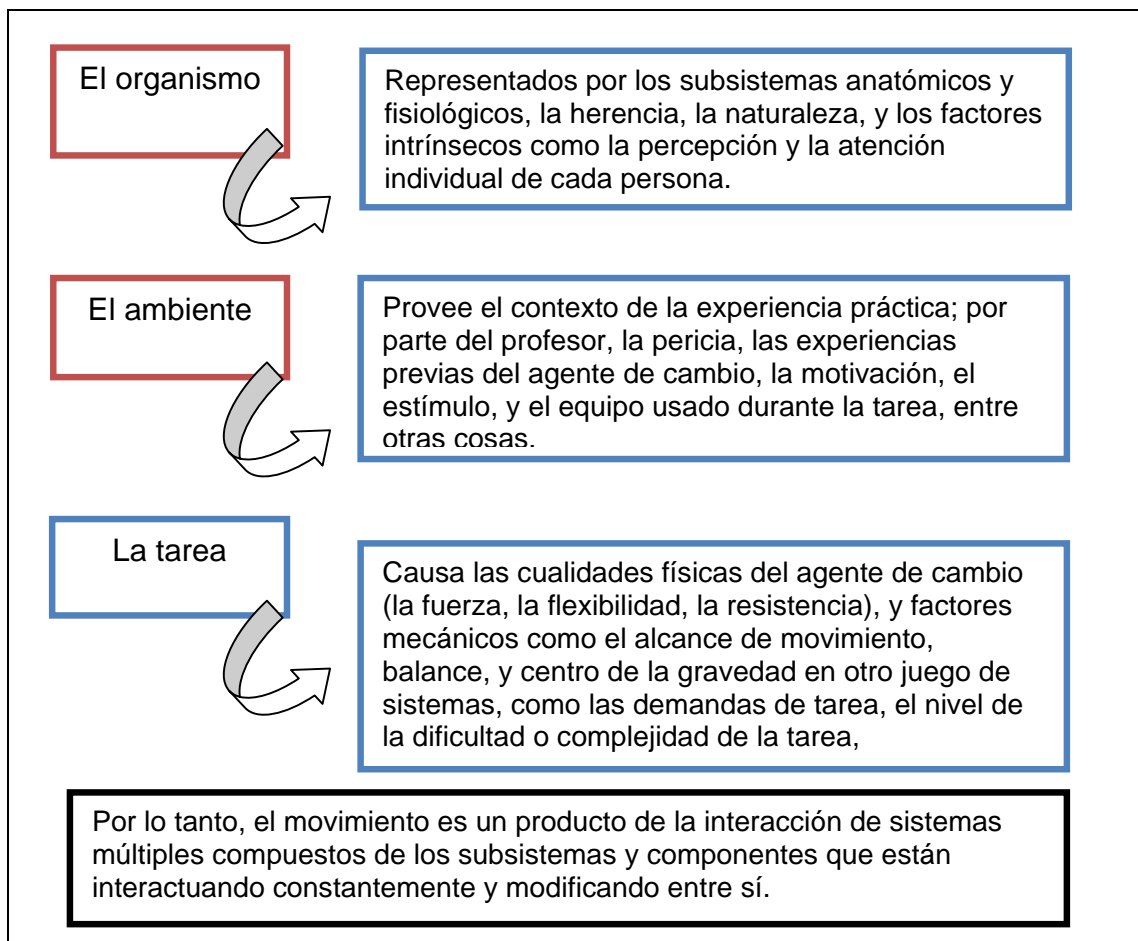 El organismo
Representados por los subsistemas anatómicos y
fisiológicos, la herencia, la naturaleza, y los factores
intrínsecos como la percepción y la atención
individual de cada persona.
El ambiente
Provee el contexto de la experiencia práctica; por
parte del profesor, la pericia, las experiencias
previas del agente de cambio, la motivación, el
estímulo, y el equipo usado durante la tarea, entre
otras cosas.
La tarea
Causa las cualidades físicas del agente de cambio
(la fuerza, la flexibilidad, la resistencia), y factores
mecánicos como el alcance de movimiento,
balance, y centro de la gravedad en otro juego de
sistemas, como las demandas de tarea, el nivel de
la dificultad o complejidad de la tarea,
Por lo tanto, el movimiento es un producto de la interacción de sistemas
múltiples compuestos de los subsistemas y componentes que están
interactuando constantemente y modificando entre sí.